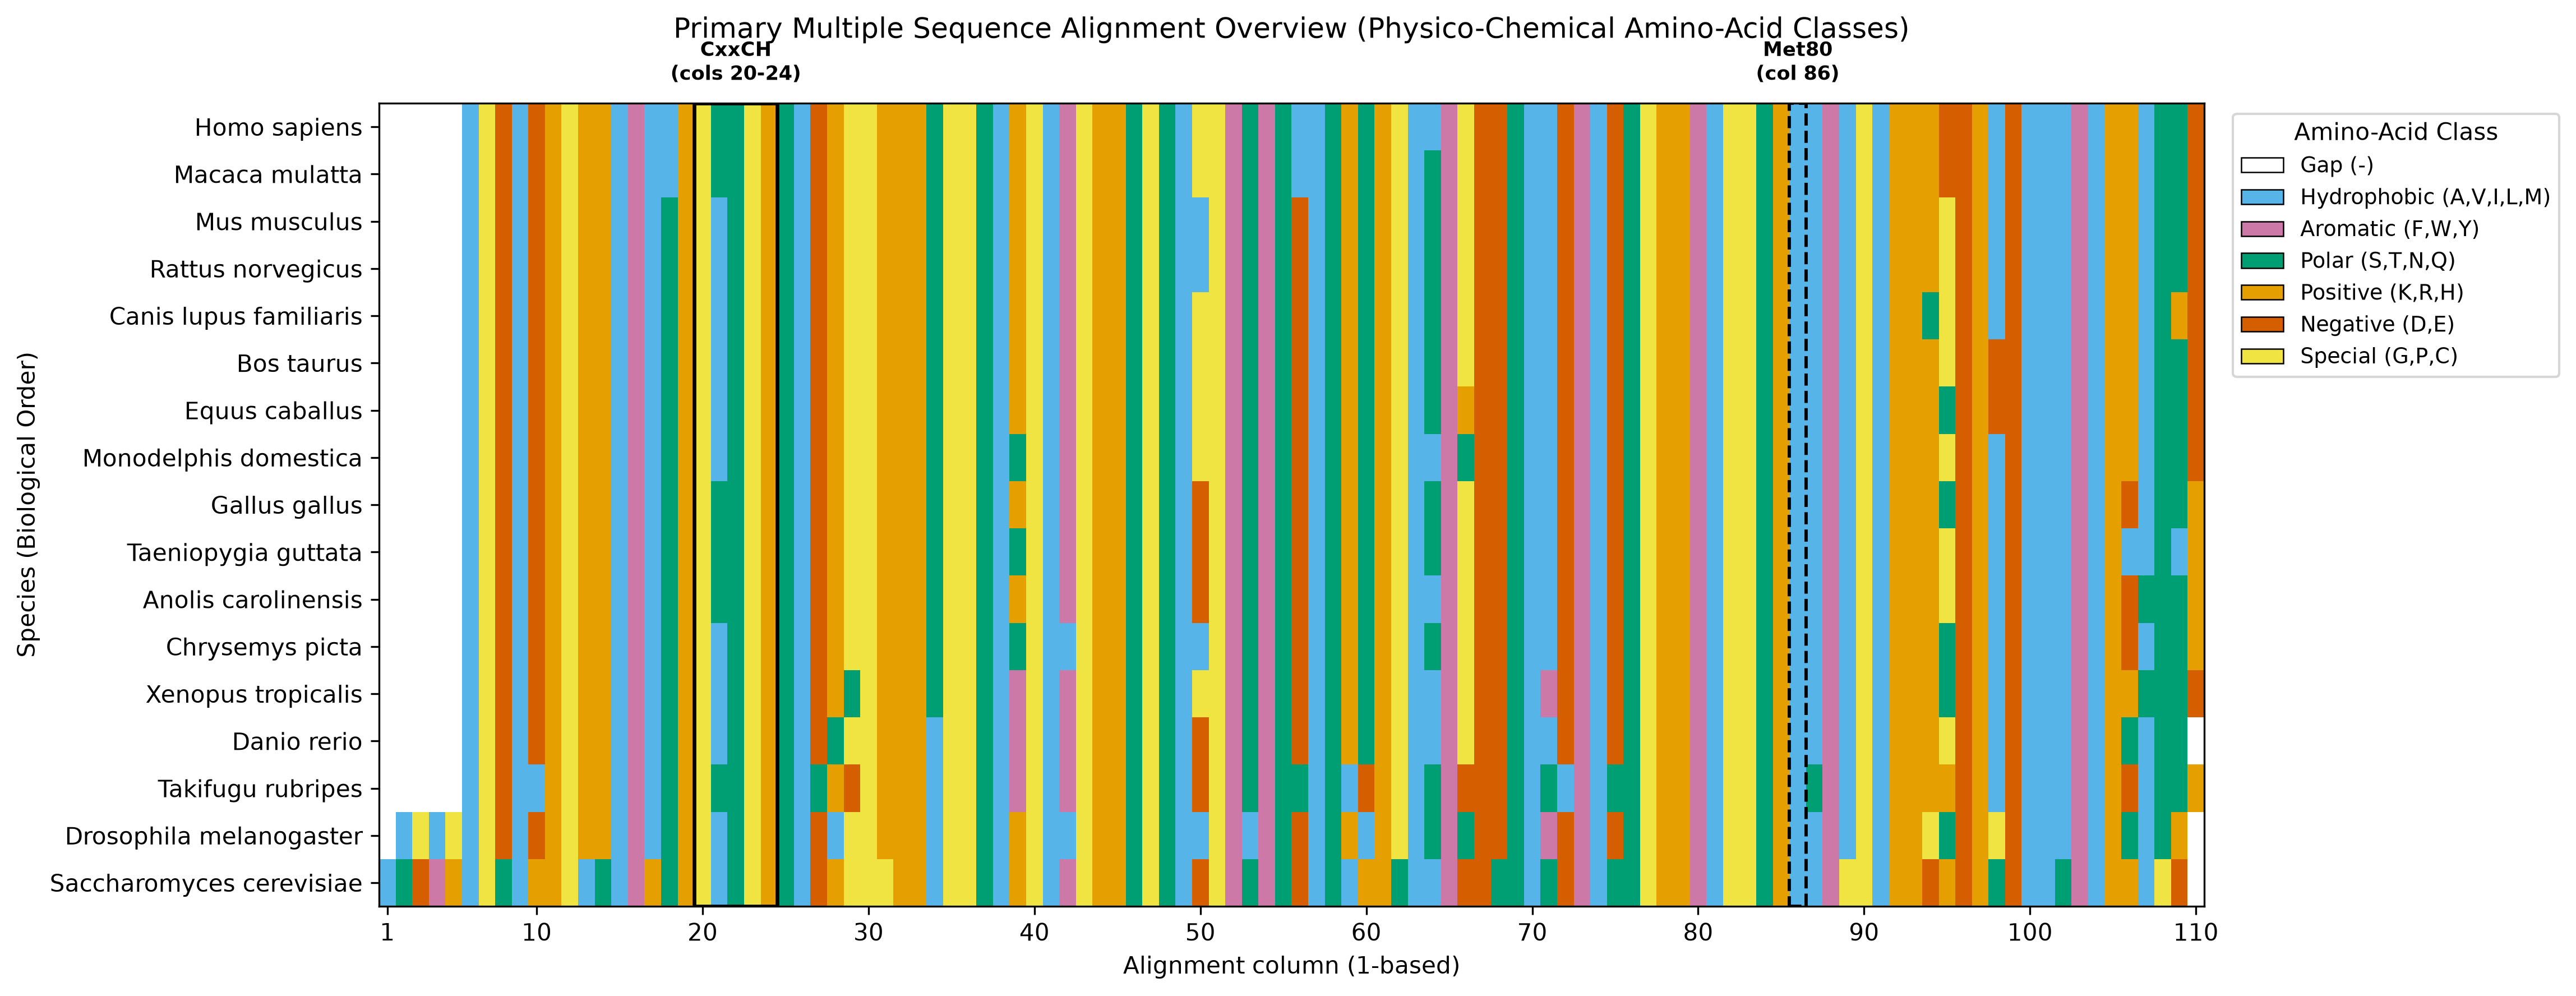 Primary Multiple Sequence Alignment Overview (Physico-Chemical Amino-Acid Classes)
CxxCH
(cols 20-24)
Met80
(col 86)
Species (Biological Order)
Homo sapiens
Macaca mulatta
Mus musculus
Rattus norvegicus
Canis lupus familiaris
Bos taurus
Equus caballus
Monodelphis domestica
Gallus gallus
Taeniopygia guttata
Anolis carolinensis
Chrysemys picta
Xenopus tropicalis
Danio rerio
Takifugu rubripes
Drosophila melanogaster
Saccharomyces cerevisiae
1 10 20 30 40 50 60 70 80 90 100 110
Alignment column (1-based)
Amino-Acid Class
Gap (-)
Hydrophobic (A,V,I,L,M)
Aromatic (F,W,Y)
Polar (S,T,N,Q)
Positive (K,R,H)
Negative (D,E)
Special (G,P,C)